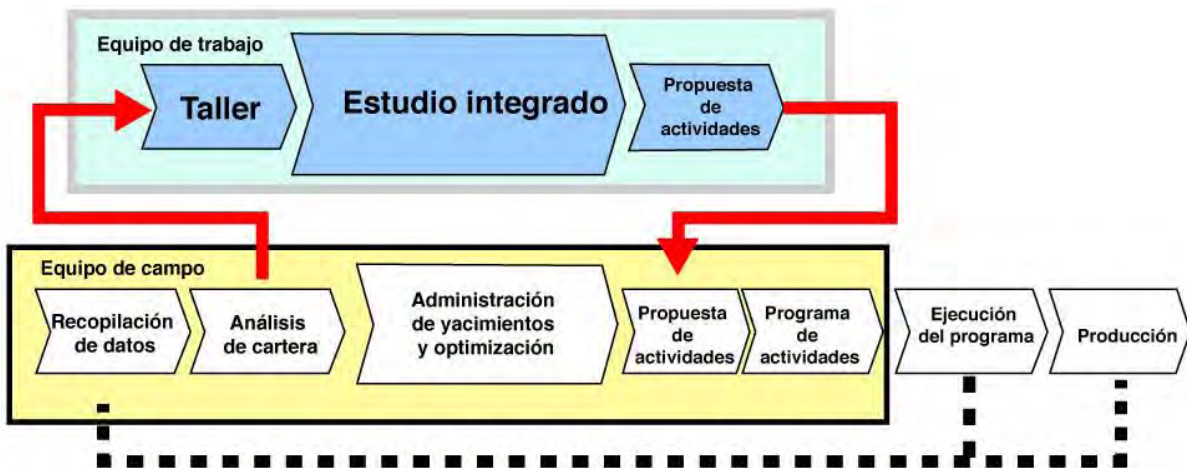 Equipo de trabajo
Taller
Estudio integrado
Propuesta
de
actividades
Equipo de campo
Recopilación
de datos
Análisis
de cartera
Administración
de yacimientos
y optimización
Propuesta
de
actividades
Programa
de
actividades
Ejecución
del programa
Producción